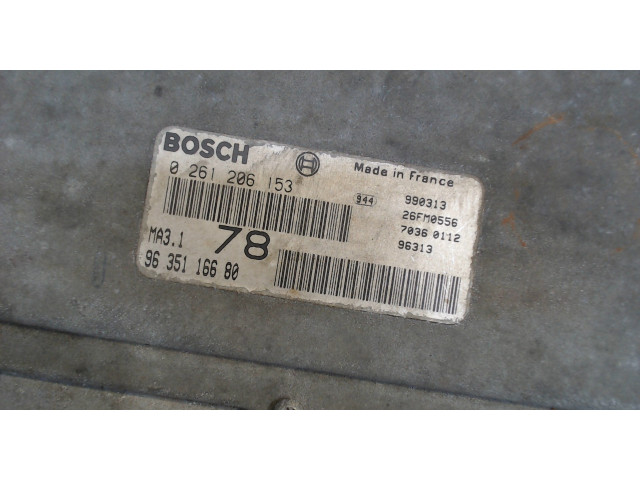 BOSCH
Made in France
0 261 206 153
944
990313
26FM0556
7036 0112
96313
MA3.1
78
96 351 166 80